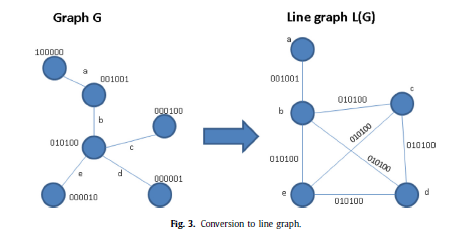 Graph G
Line graph L(G)
100000
a
001001
b
000100
010100
c
e
d
000010
000001
a
001001
b
010100
c
010100
010100
010100
010100
e
d
010100
Fig. 3. Conversion to line graph.